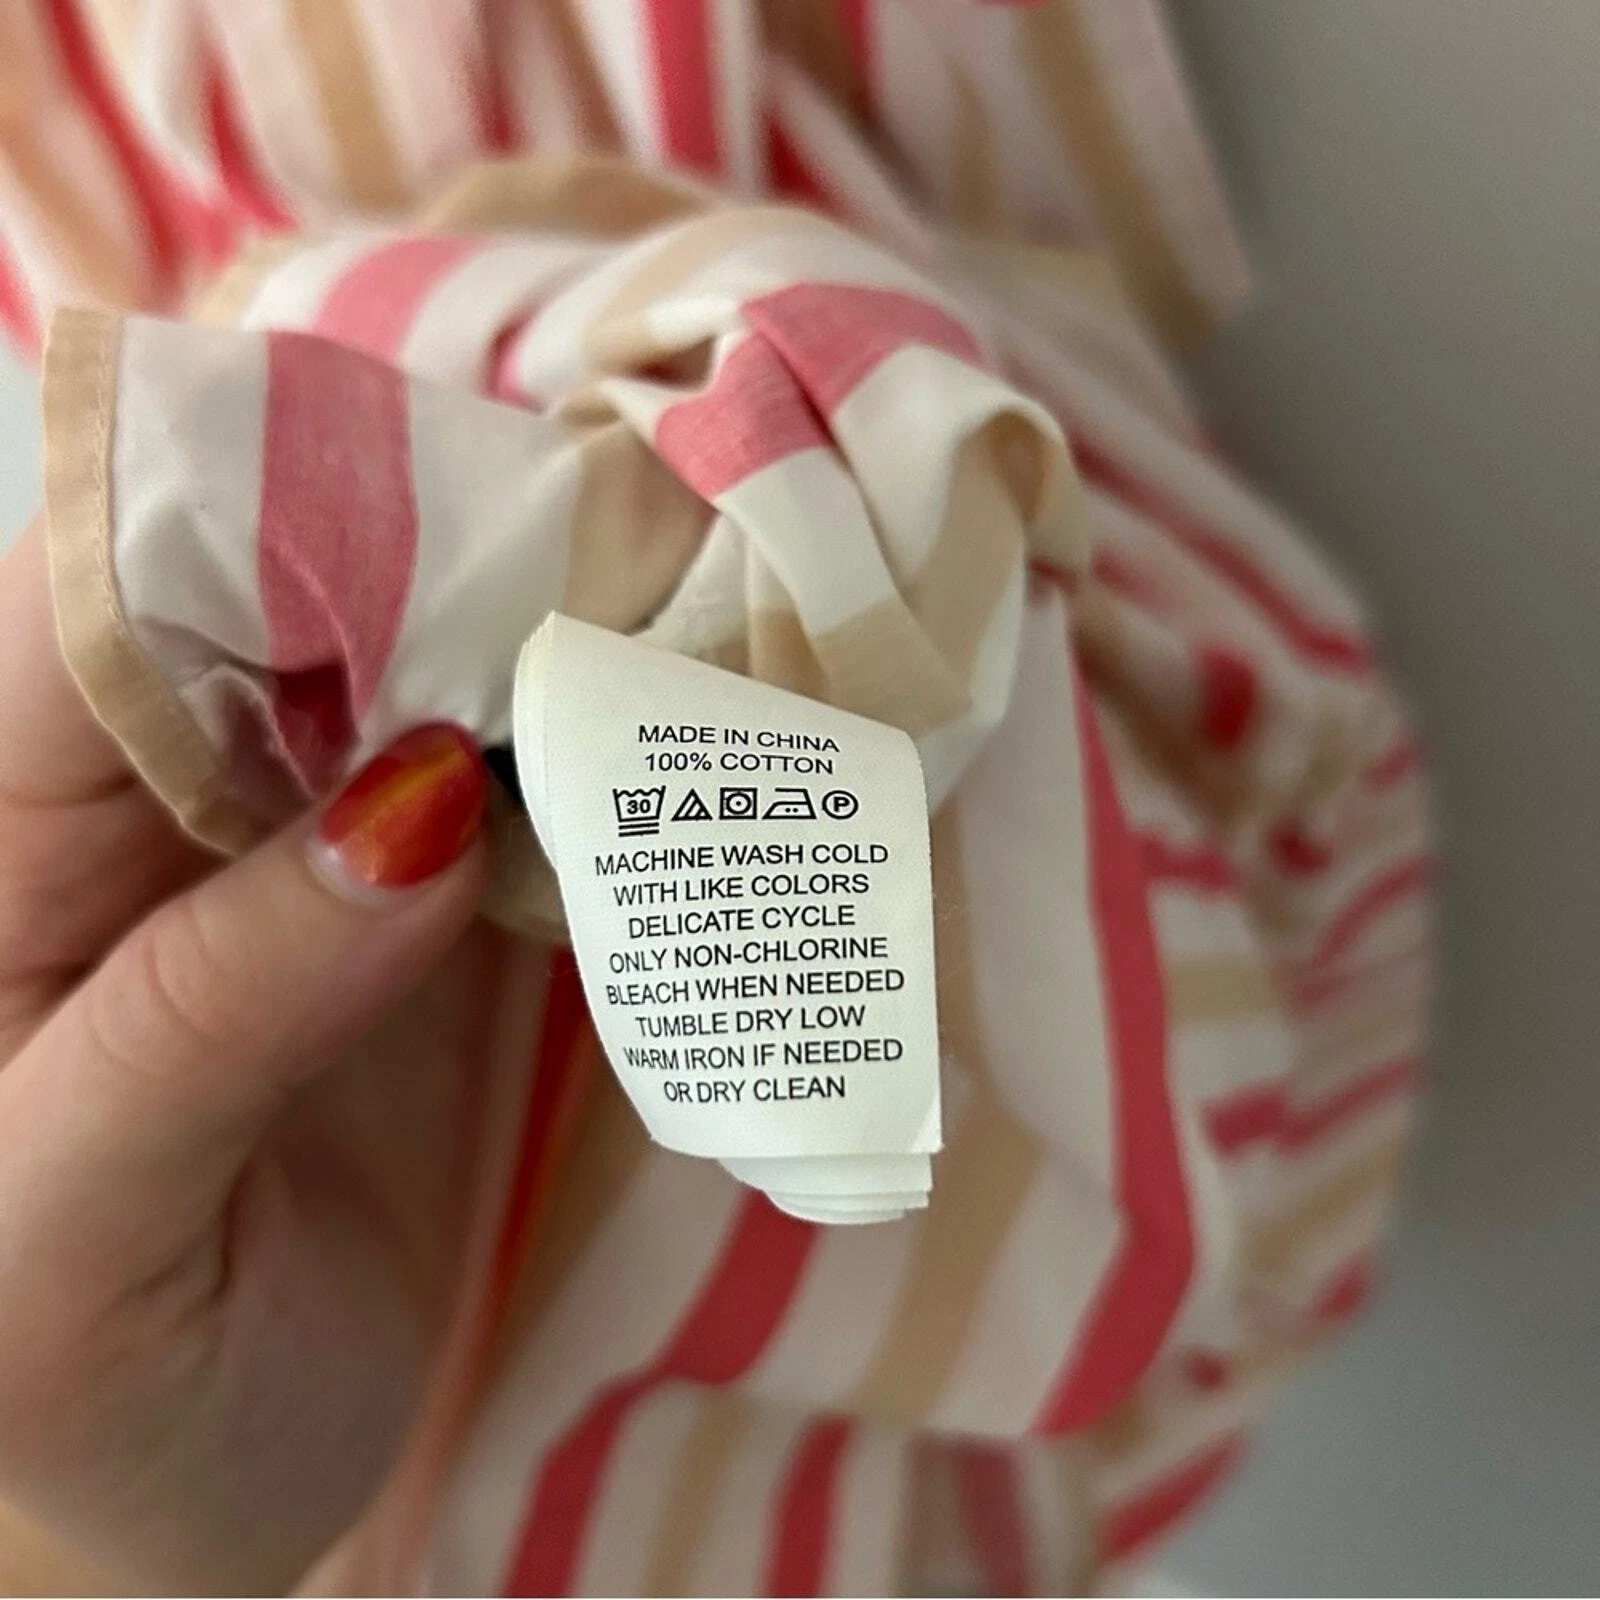 MADE IN CHINA
100% COTTON
30 P
MACHINE WASH COLD
WITH LIKE COLORS
DELICATE CYCLE
ONLY NON-CHLORINE
BLEACH WHEN NEEDED
TUMBLE DRY LOW
WARM IRON IF NEEDED
OR DRY CLEAN